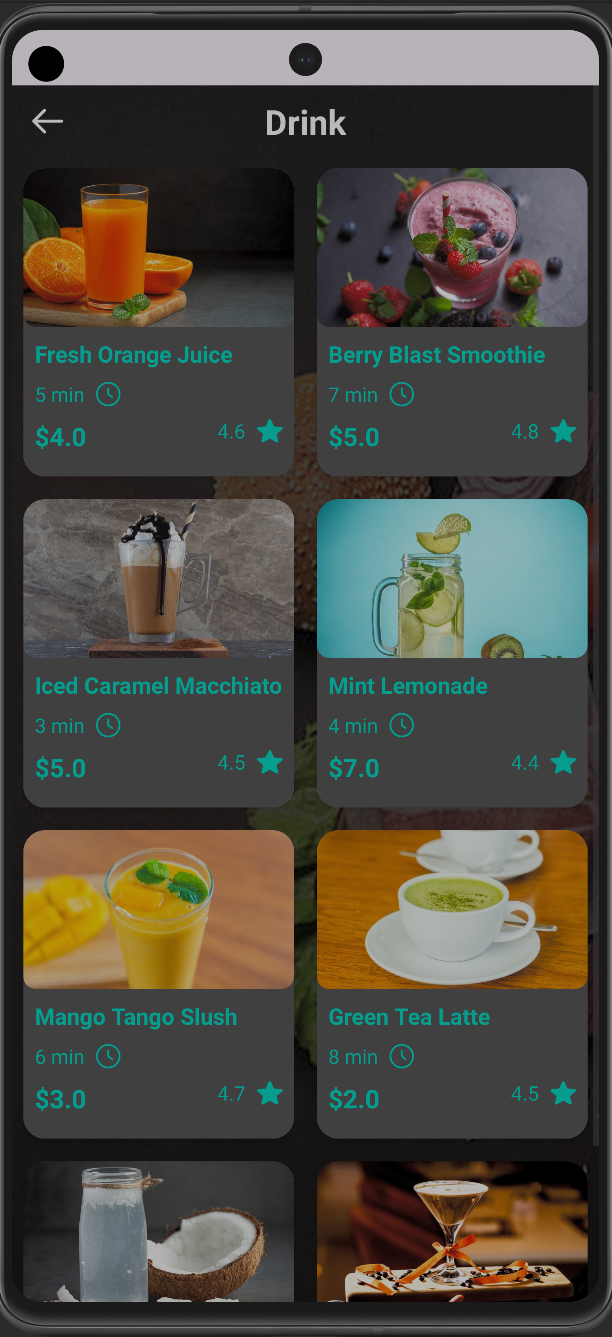 Drink
Fresh Orange Juice
5 min
$4.0
4.6
Berry Blast Smoothie
7 min
$5.0
4.8
Iced Caramel Macchiato
3 min
$5.0
4.5
Mint Lemonade
4 min
$7.0
4.4
Mango Tango Slush
6 min
$3.0
4.7
Green Tea Latte
8 min
$2.0
4.5